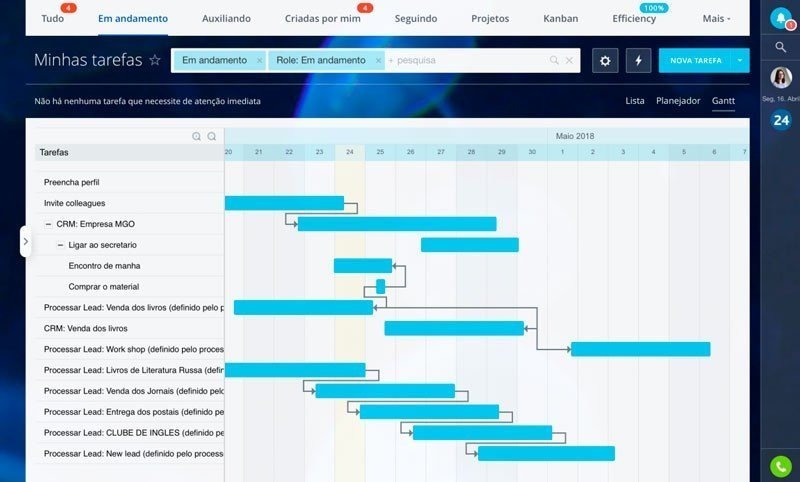 4
4
100%
Tudo
Em andamento
Auxiliando
Criadas por mim
Seguindo
Projetos
Kanban
Efficiency
Mais
1
Minhas tarefas
Em andamento ×
Role: Em andamento ×
+ pesquisa
NOVA TAREFA
Seg, 16. Abril
24
Não há nenhuma tarefa que necessite de atenção imediata
Lista
Planejador
Gantt
Maio 2018
Tarefas
20 21 22 23 24 25 26 27 28 29 30 1 2 3 4 5 6 7
Preencha perfil
Invite colleagues
CRM: Empresa MGO
Ligar ao secretario
Encontro de manha
Comprar o material
Processar Lead: Venda dos livros (definido pelo p
CRM: Venda dos livros
Processar Lead: Work shop (definido pelo proces
Processar Lead: Livros de Literatura Russa (defin
Processar Lead: Venda dos Jornais (definido pelo
Processar Lead: Entrega dos postais (definido pe
Processar Lead: CLUBE DE INGLES (definido pe
Processar Lead: New lead (definido pelo processo